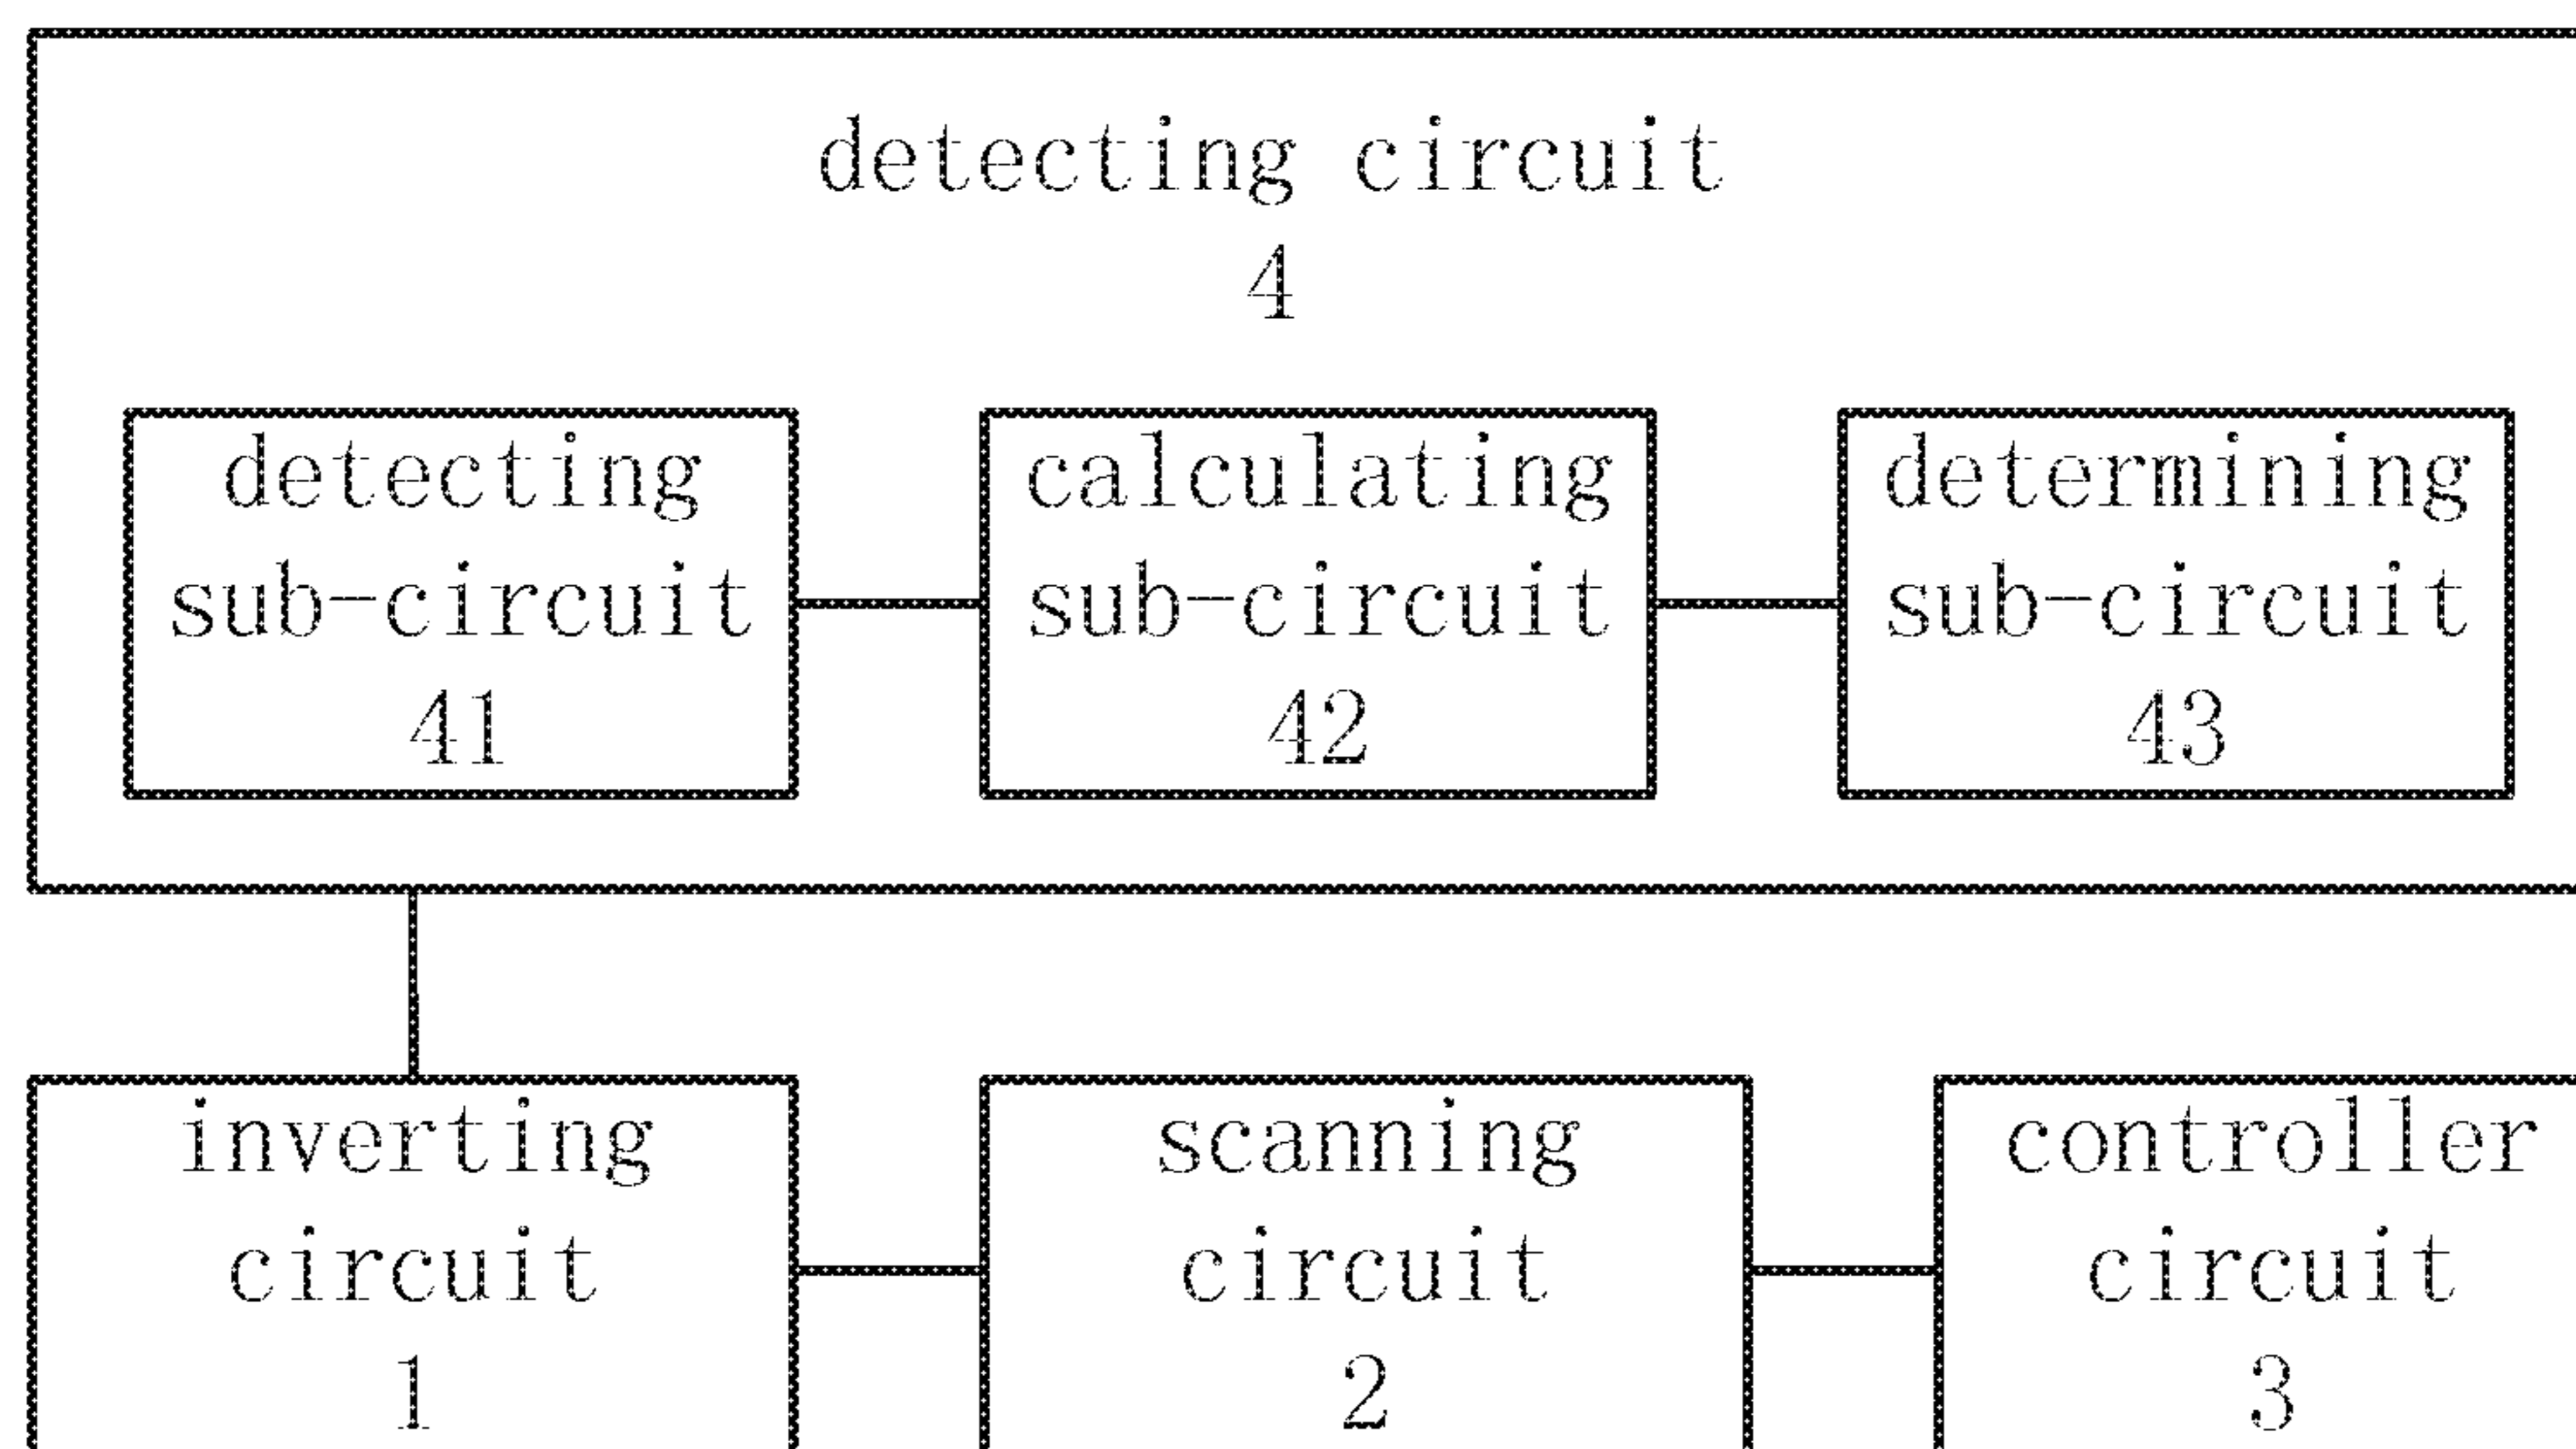 detecting circuit
4
detecting
sub-circuit
41
calculating
sub-circuit
42
determining
sub-circuit
43
inverting
circuit
1
scanning
circuit
2
controller
circuit
3